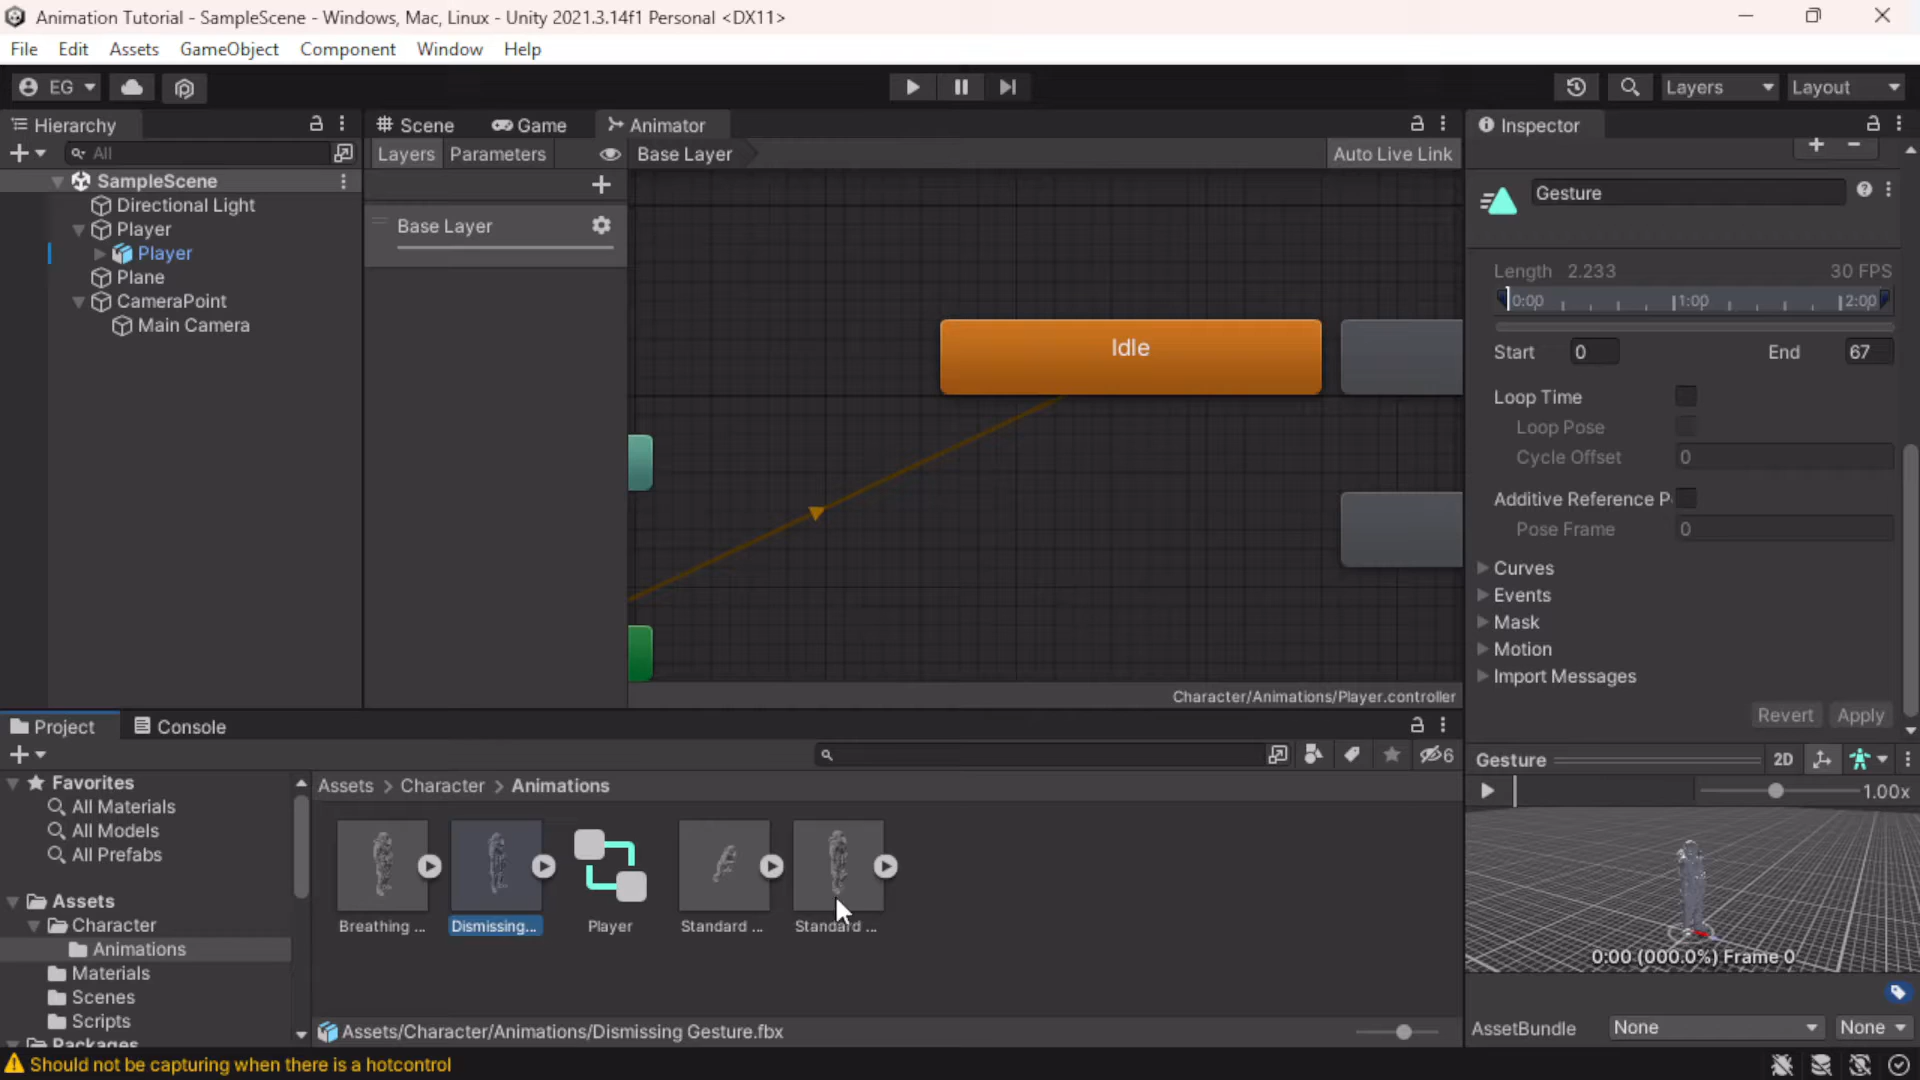 Animation Tutorial - SampleScene - Windows, Mac, Linux - Unity 2021.3.14f1 Personal <DX11>
File Edit Assets GameObject Component Window Help
EG Layers Layout
Hierarchy
All
SampleScene
Directional Light
Player
Player
Plane
CameraPoint
Main Camera
Scene Game Animator
Layers Parameters Base Layer Auto Live Link
Base Layer
Idle
Character/Animations/Player.controller
Inspector
Gesture
Length 2.233 30 FPS
0:00 1:00 2:00
Start 0 End 67
Loop Time
Loop Pose
Cycle Offset 0
Additive Reference P
Pose Frame 0
Curves
Events
Mask
Motion
Import Messages
Revert Apply
Gesture 2D
1.00x
0:00 (000.0%) Frame 0
AssetBundle None None
Project Console
6
Favorites
All Materials
All Models
All Prefabs
Assets
Character
Animations
Materials
Scenes
Scripts
Packages
Assets > Character > Animations
Breathing ... Dismissing... Player Standard ... Standard ...
Assets/Character/Animations/Dismissing Gesture.fbx
Should not be capturing when there is a hotcontrol